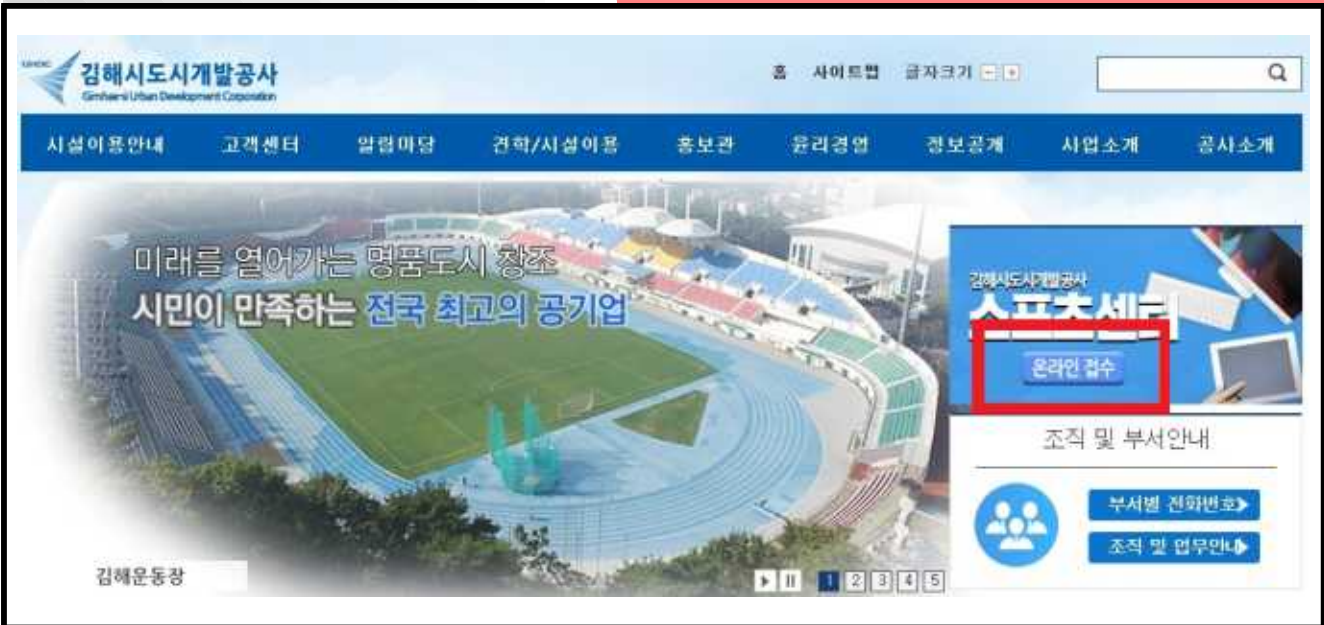 GHDC
김해시도시개발공사
Gimhae-si Urban Development Corporation
홈 사이트맵 글자크기 - +
시설이용안내 고객센터 알림마당 견학/시설이용 홍보관 윤리경영 정보공개 사업소개 공사소개
미래를 열어가는 명품도시 창조
시민이 만족하는 전국 최고의 공기업
김해시도시개발공사
스포츠센터
온라인 접수
조직 및 부서안내
부서별 전화번호
조직 및 업무안내
김해운동장
1 2 3 4 5